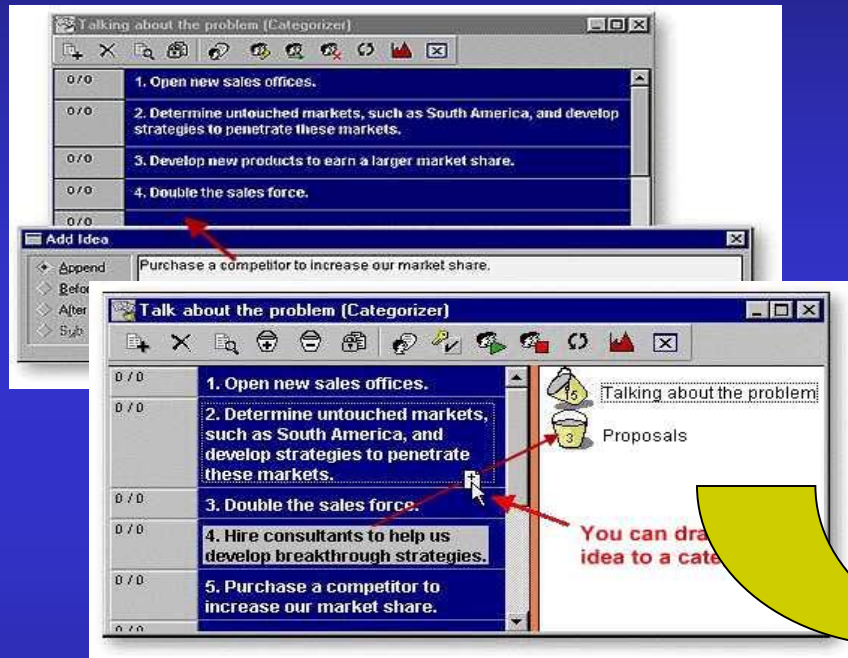 Talking about the problem (Categorizer)
0/0
1. Open new sales offices.
0/0
2. Determine untouched markets, such as South America, and develop
strategies to penetrate these markets.
0/0
3. Develop new products to earn a larger market share.
0/0
4. Double the sales force.
0/0
Add Idea
Append
Purchase a competitor to increase our market share.
Befor
After
Sub
Talk about the problem (Categorizer)
0/0
1. Open new sales offices.
0/0
2. Determine untouched markets,
such as South America, and
develop strategies to penetrate
these markets.
0/0
3. Double the sales force.
0/0
4. Hire consultants to help us
develop breakthrough strategies.
0/0
5. Purchase a competitor to
increase our market share.
15
Talking about the problem
3
Proposals
You can dra
idea to a cate